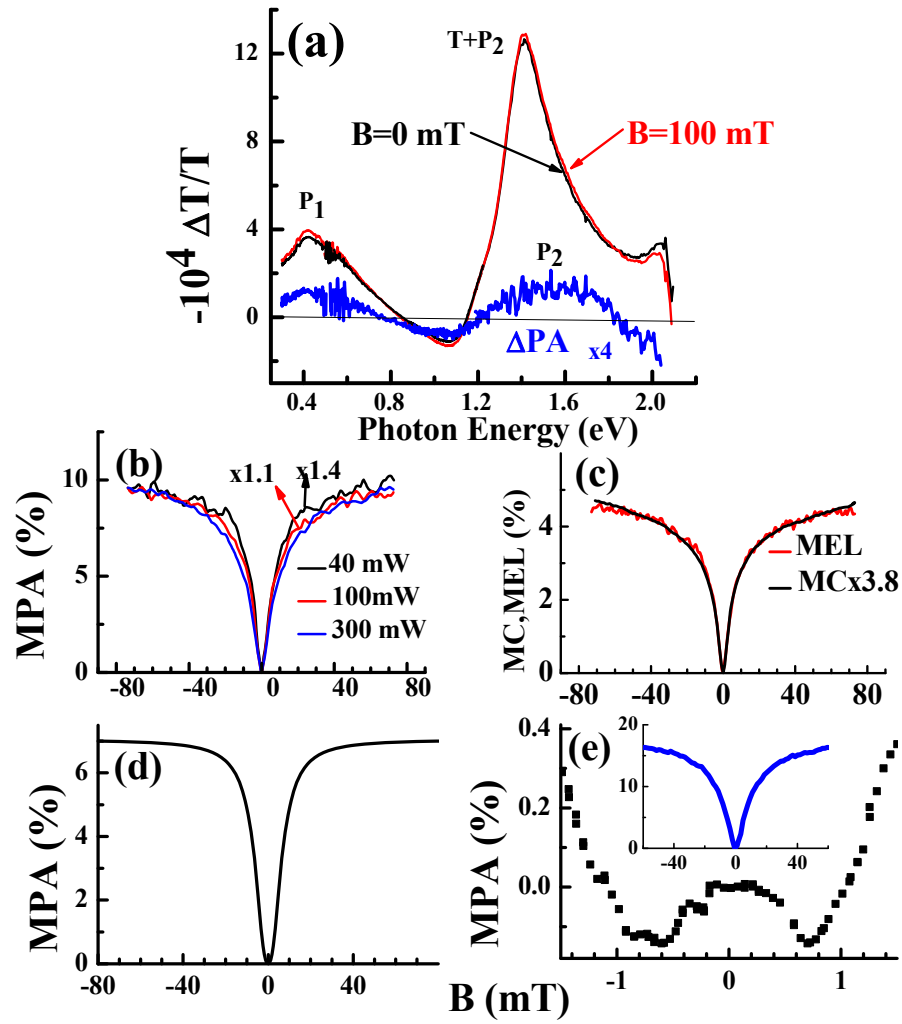 (a)
-10⁴ ΔT/T
12
8
4
0
T+P₂
B=0 mT
B=100 mT
P₁
P₂
ΔPA x4
0.4 0.8 1.2 1.6 2.0
Photon Energy (eV)
(b)
MPA (%)
10
5
0
x1.1 x1.4
40 mW
100mW
300 mW
-80 -40 0 40 80
(c)
MC,MEL (%)
4
2
0
MEL
MCx3.8
-80 -40 0 40 80
(d)
MPA (%)
6
4
2
0
-80 -40 0 40
(e)
MPA (%)
0.4
0.2
0.0
20
10
0
-40 0 40
-1 0 1
B (mT)